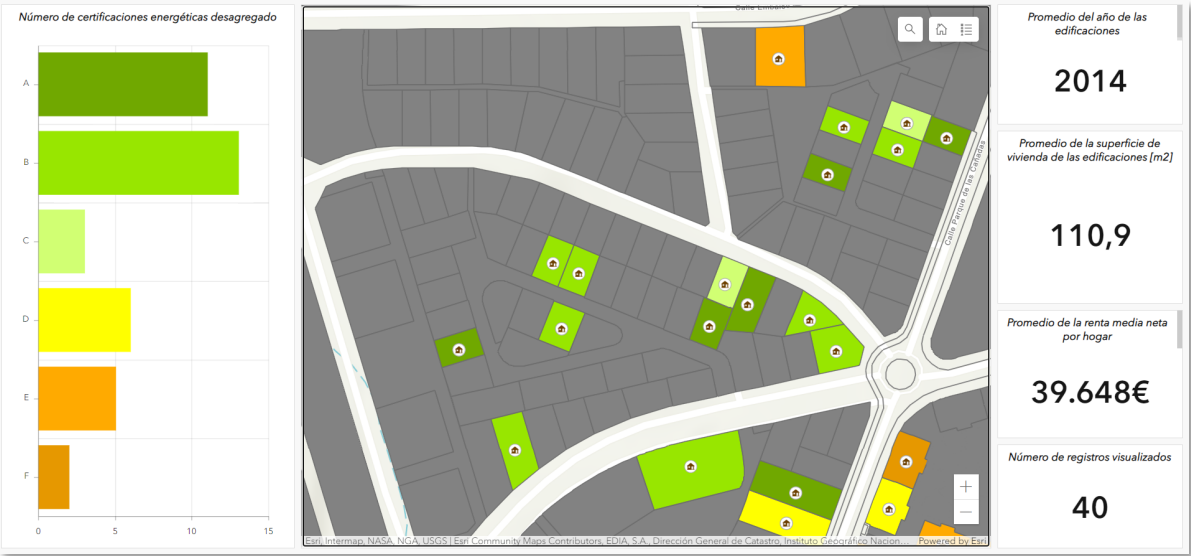 Número de certificaciones energéticas desagregado
A
B
C
D
E
F
0
5
10
15
Calle Parque de las Cañadas
Esri, Intermap, NASA, NGA, USGS | Esri Community Maps Contributors, EDIA, S.A., Dirección General de Catastro, Instituto Geográfico Nacion...
Powered by Esri
Promedio del año de las
edificaciones
2014
Promedio de la superficie de
vivienda de las edificaciones [m2]
110,9
Promedio de la renta media neta
por hogar
39.648€
Número de registros visualizados
40